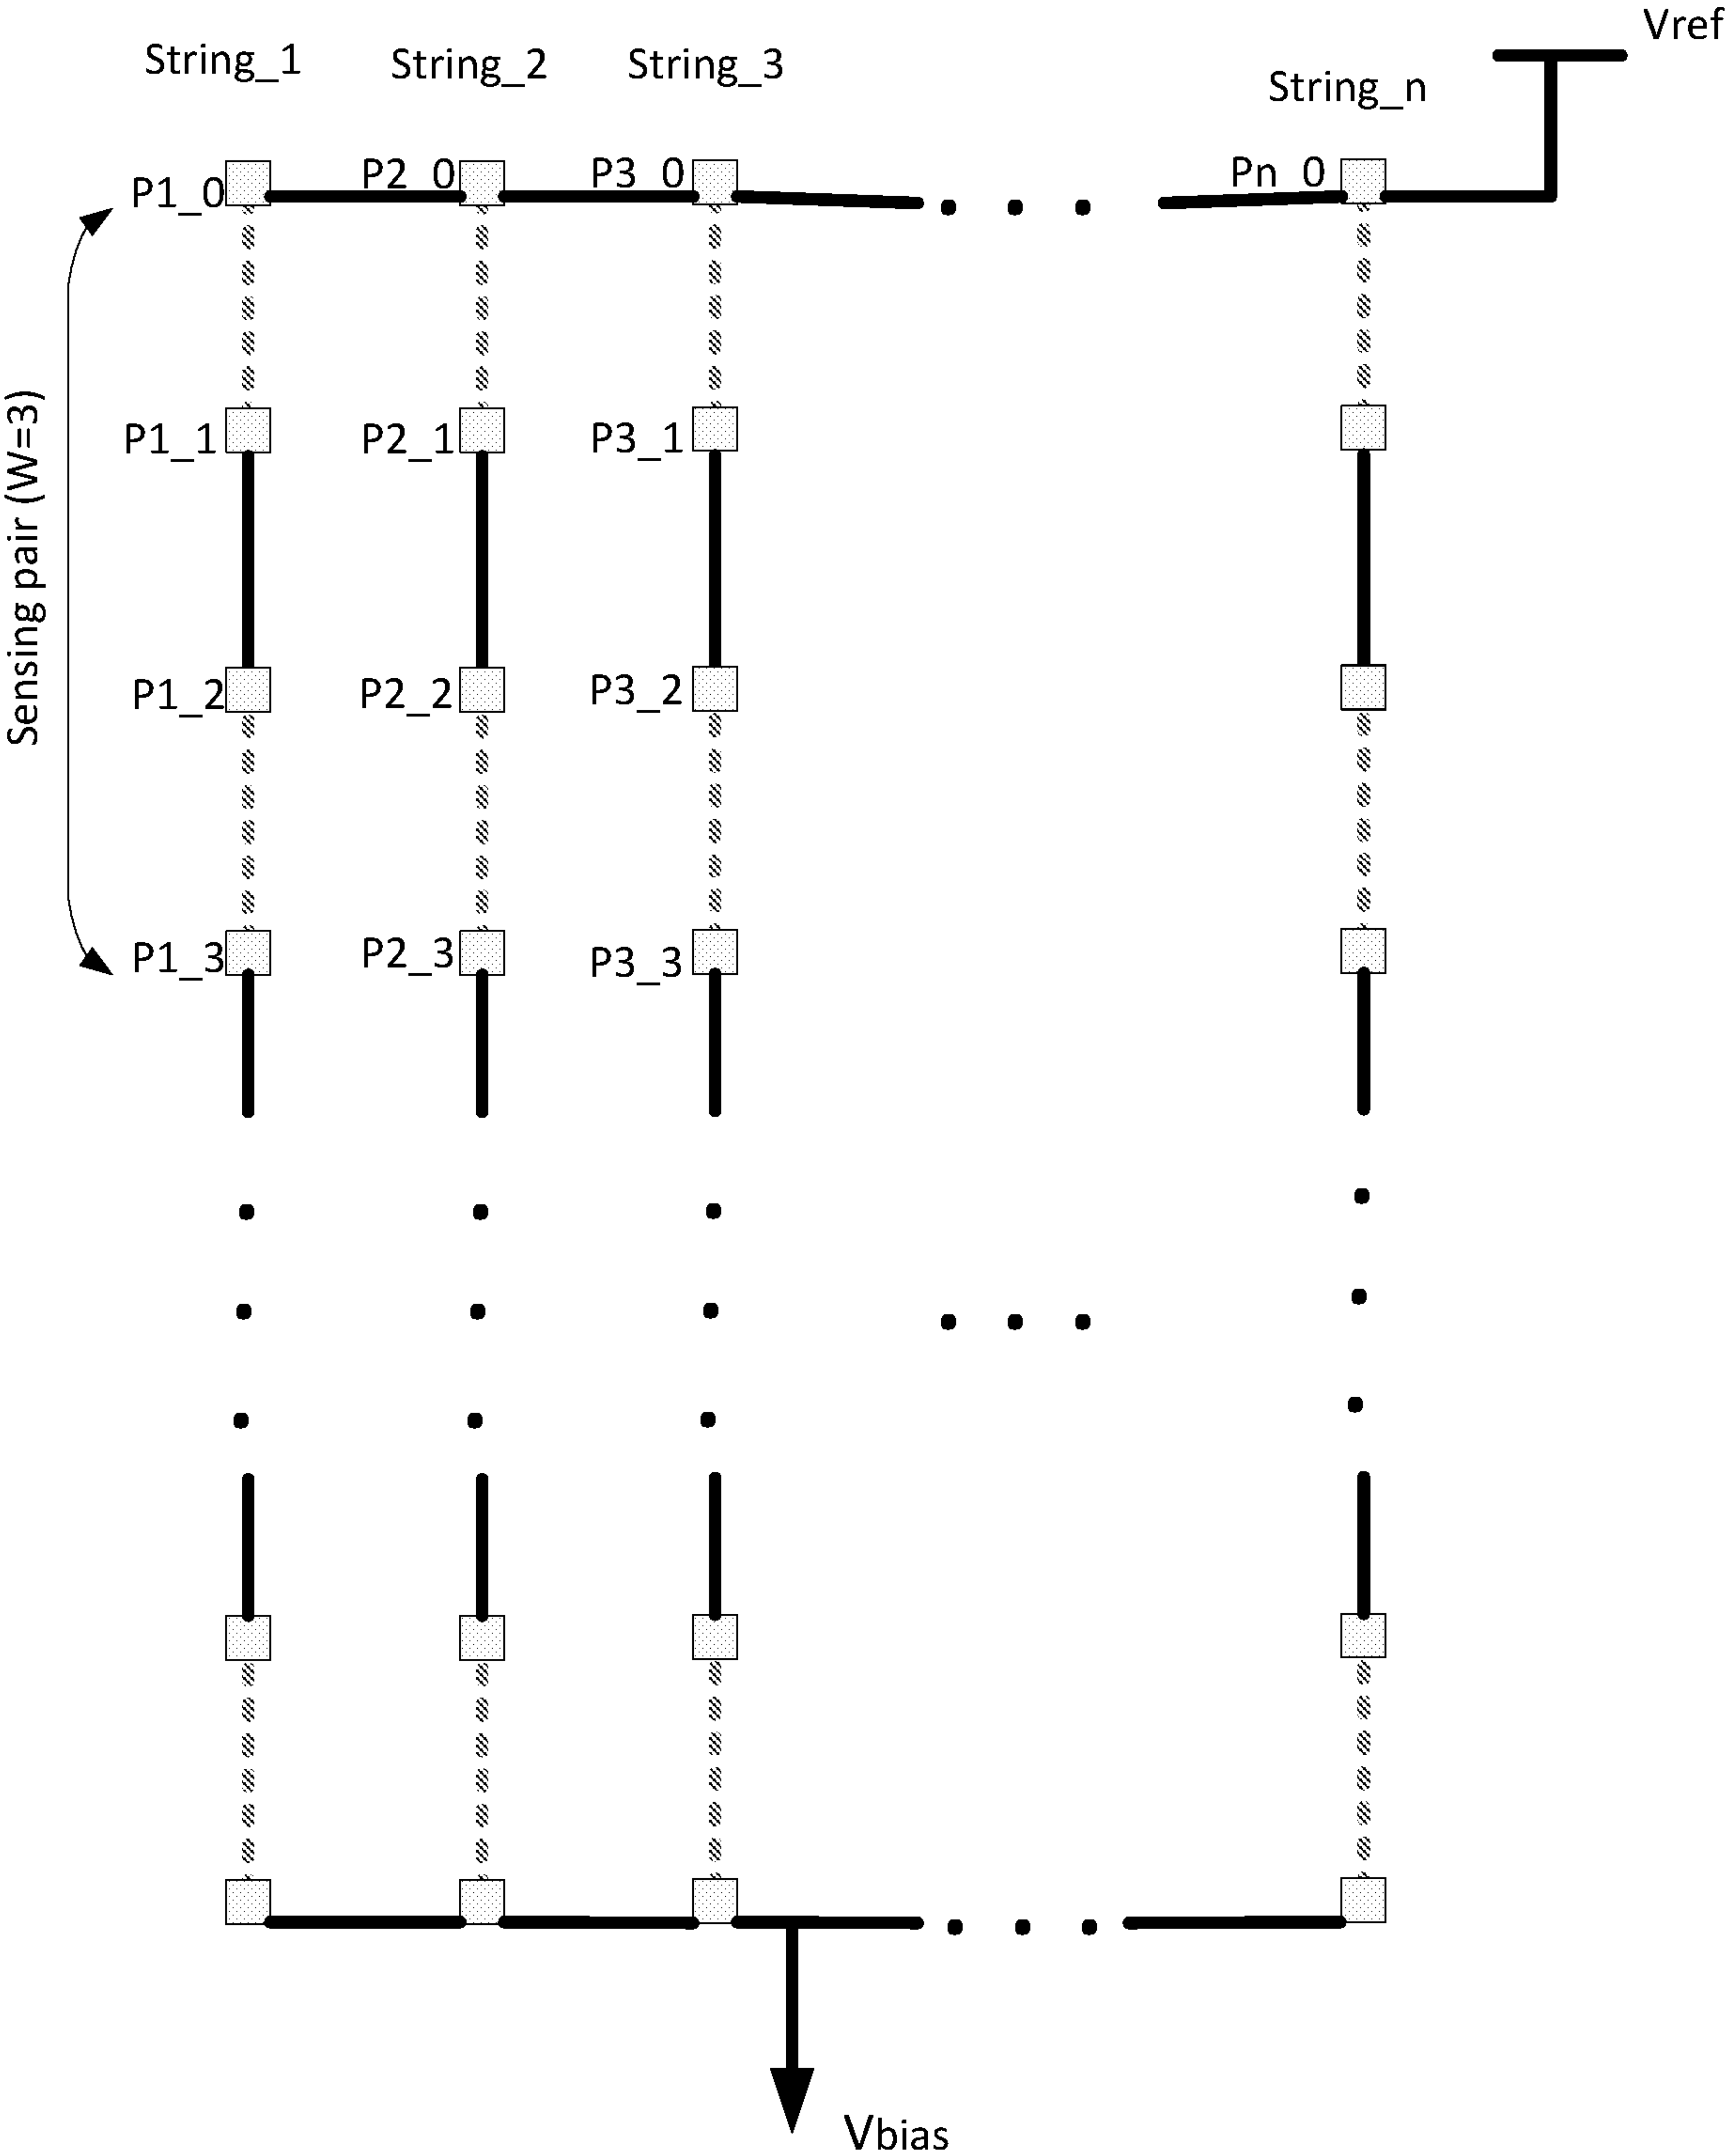 Vref
String_1
String_2
String_3
String_n
P1_0
P2_0
P3_0
Pn_0
Sensing pair (W=3)
P1_1
P2_1
P3_1
P1_2
P2_2
P3_2
P1_3
P2_3
P3_3
Vbias